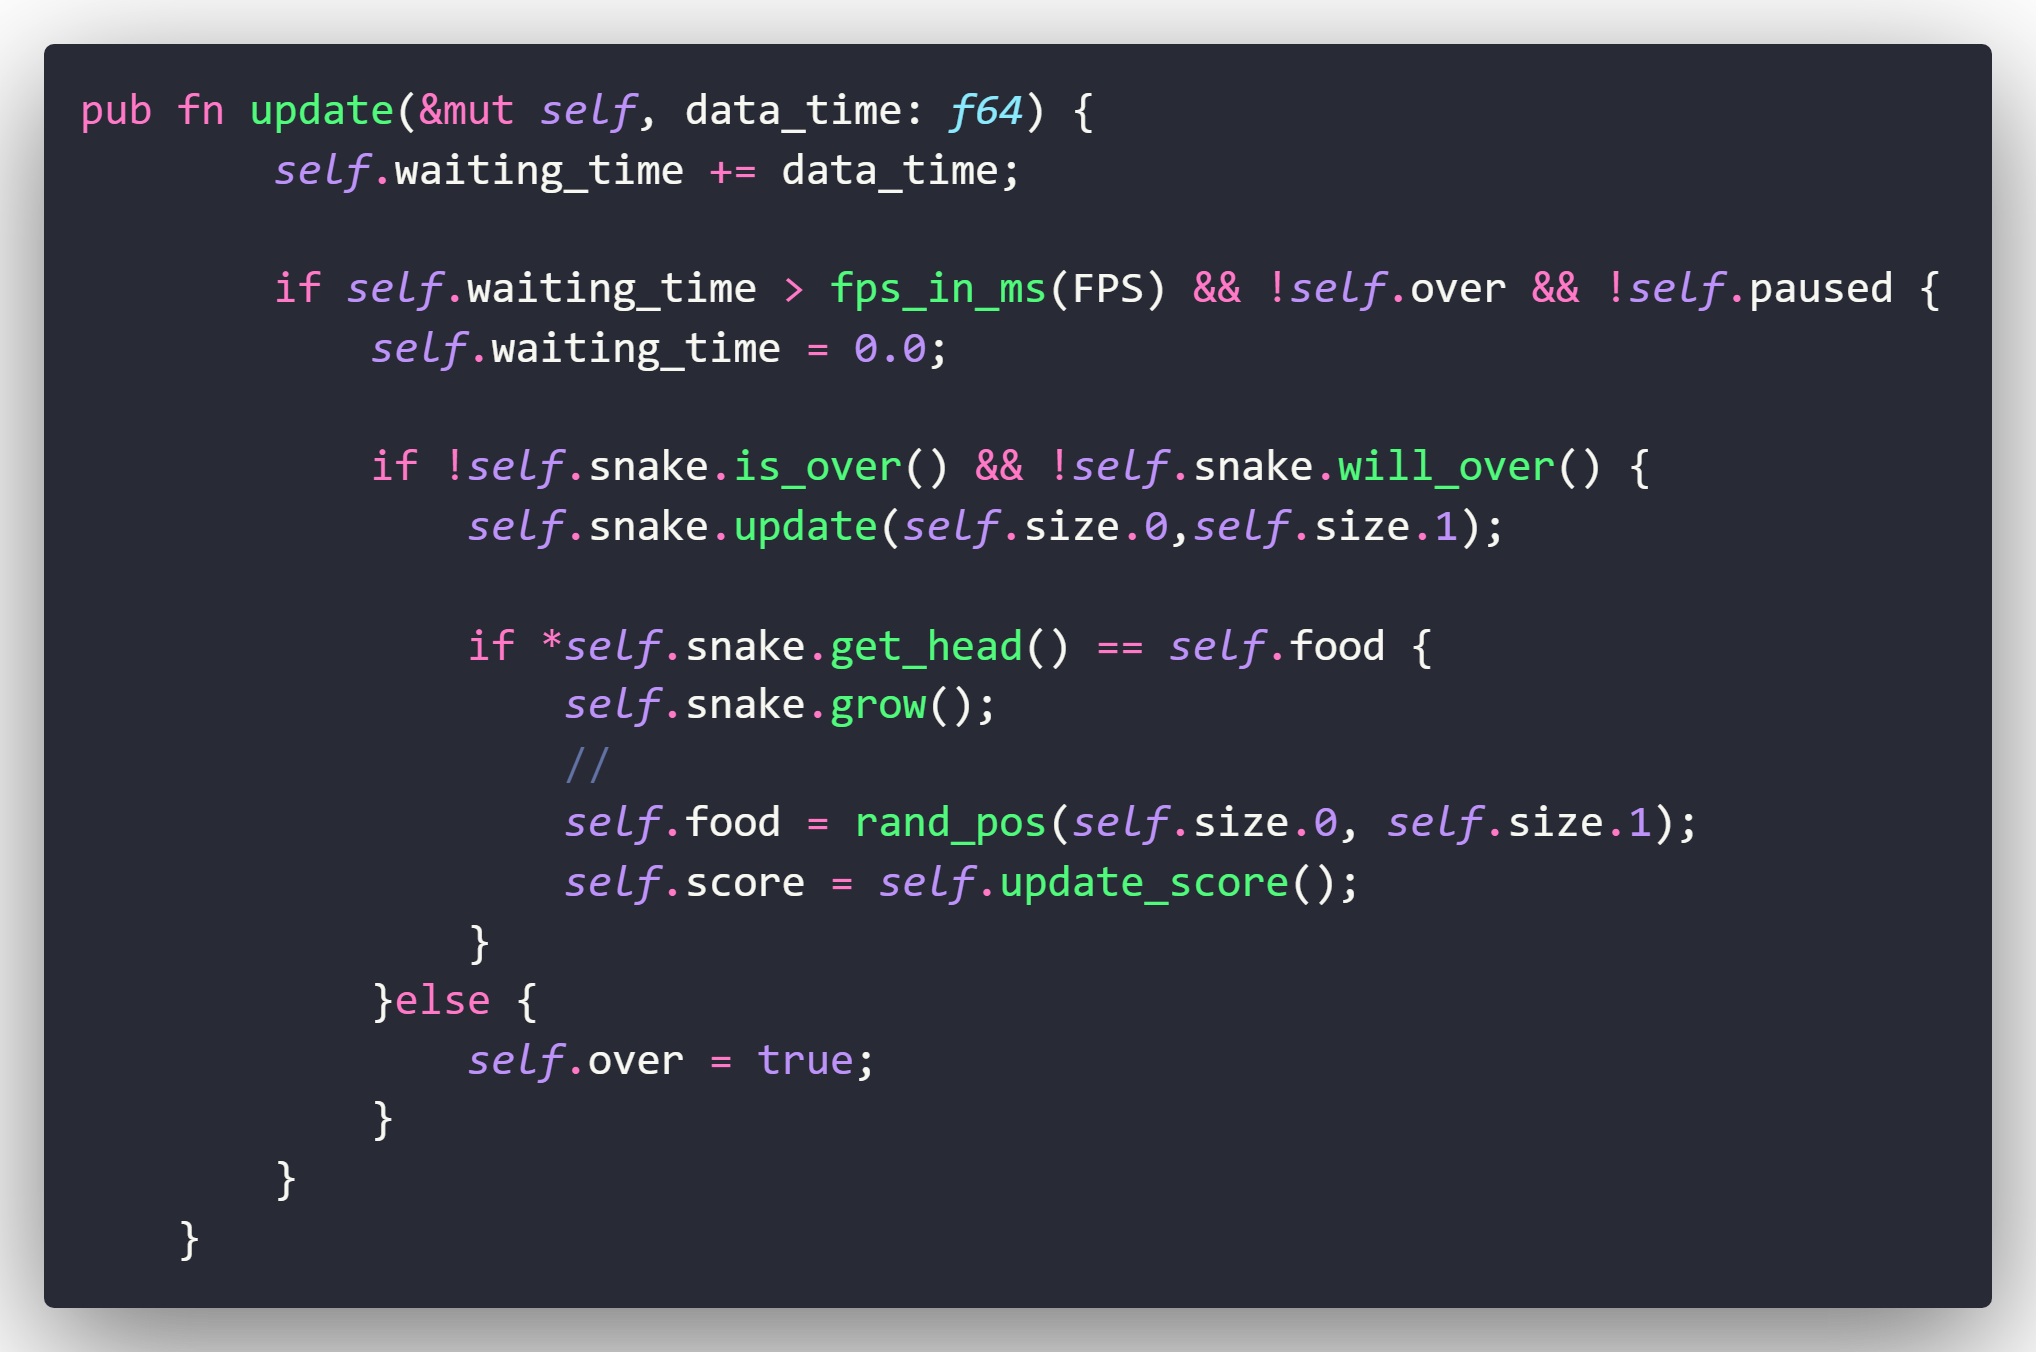 pub fn update(&mut self, data_time: f64) {
        self.waiting_time += data_time;

        if self.waiting_time > fps_in_ms(FPS) && !self.over && !self.paused {
            self.waiting_time = 0.0;

            if !self.snake.is_over() && !self.snake.will_over() {
                self.snake.update(self.size.0,self.size.1);

                if *self.snake.get_head() == self.food {
                    self.snake.grow();
                    //
                    self.food = rand_pos(self.size.0, self.size.1);
                    self.score = self.update_score();
                }
            }else {
                self.over = true;
            }
        }
    }